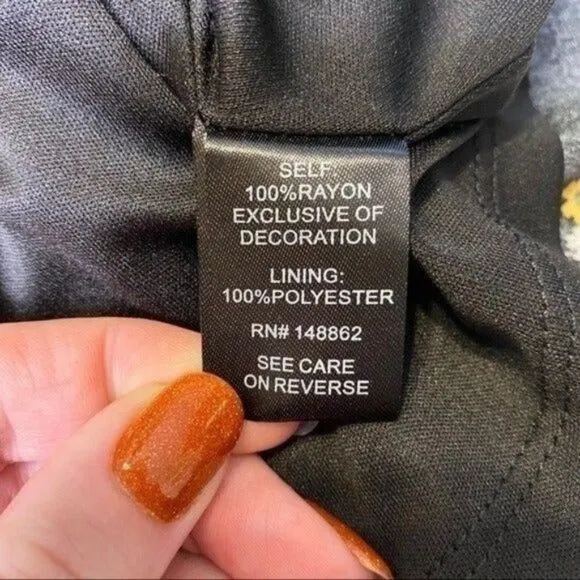 SELF:
100%RAYON
EXCLUSIVE OF
DECORATION
LINING:
100%POLYESTER
RN# 148862
SEE CARE
ON REVERSE